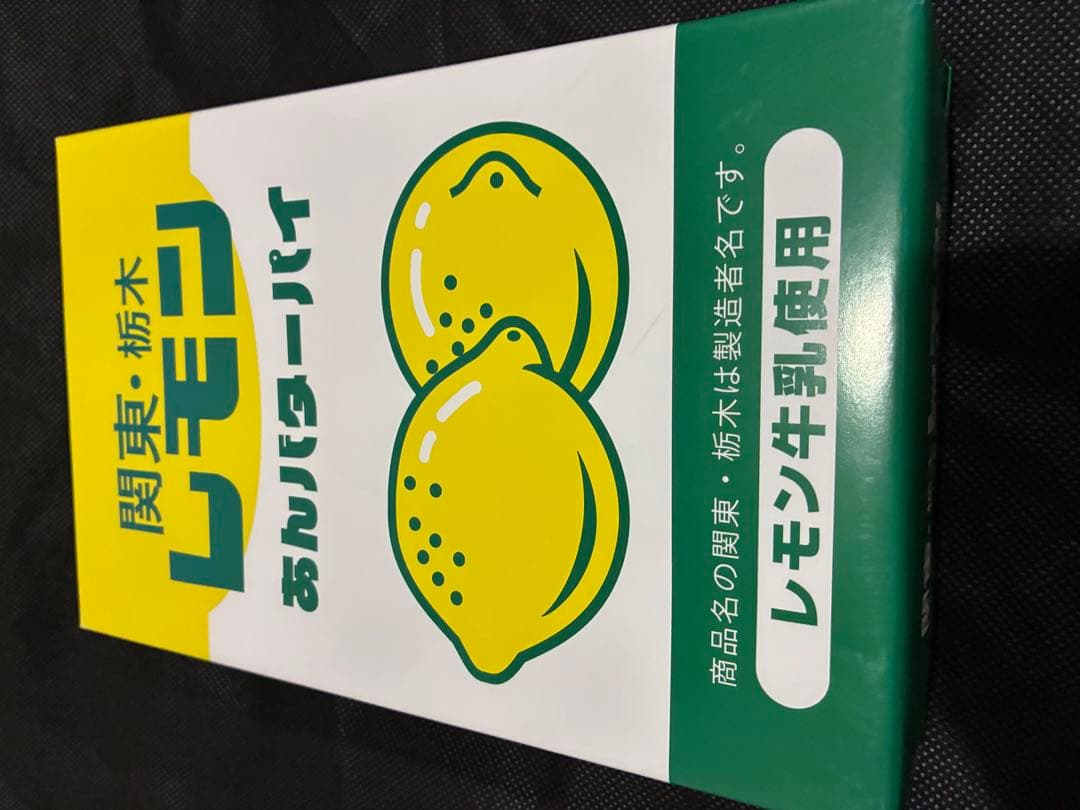 関東・栃木
レモン
あんバターパイ
商品名の関東・栃木は製造者名です。
レモン牛乳使用